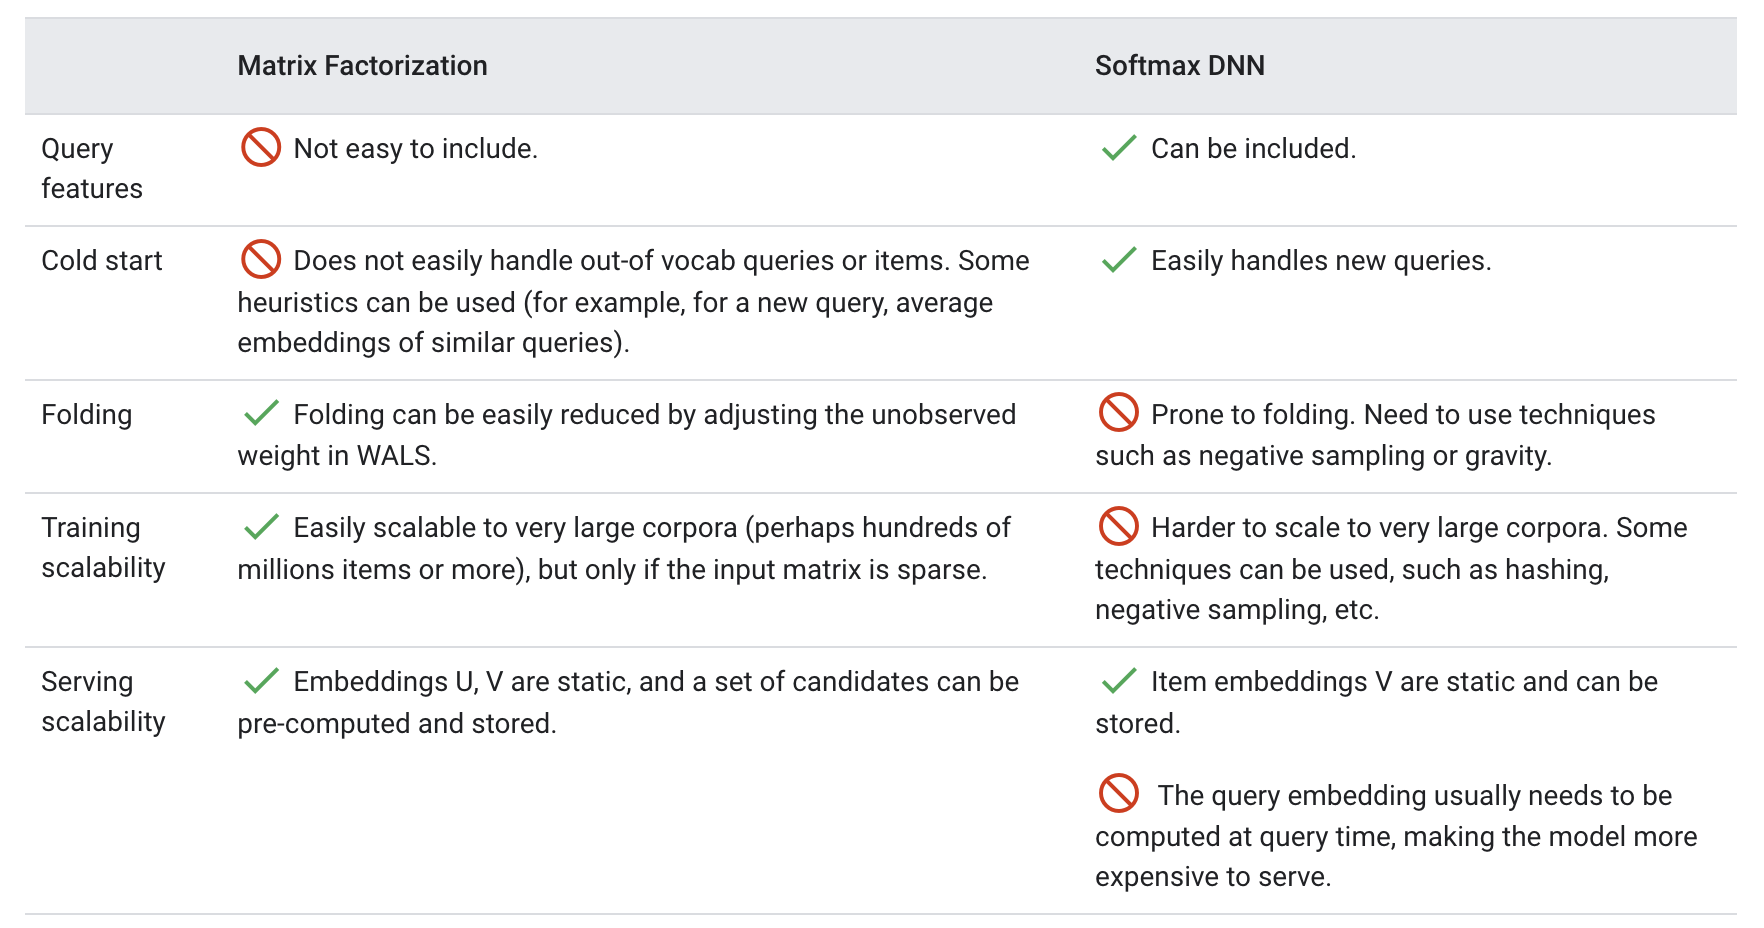 Matrix Factorization
Softmax DNN
Query
features
Not easy to include.
Can be included.
Cold start
Does not easily handle out-of vocab queries or items. Some
heuristics can be used (for example, for a new query, average
embeddings of similar queries).
Easily handles new queries.
Folding
Folding can be easily reduced by adjusting the unobserved
weight in WALS.
Prone to folding. Need to use techniques
such as negative sampling or gravity.
Training
scalability
Easily scalable to very large corpora (perhaps hundreds of
millions items or more), but only if the input matrix is sparse.
Harder to scale to very large corpora. Some
techniques can be used, such as hashing,
negative sampling, etc.
Serving
scalability
Embeddings U, V are static, and a set of candidates can be
pre-computed and stored.
Item embeddings V are static and can be
stored.
The query embedding usually needs to be
computed at query time, making the model more
expensive to serve.